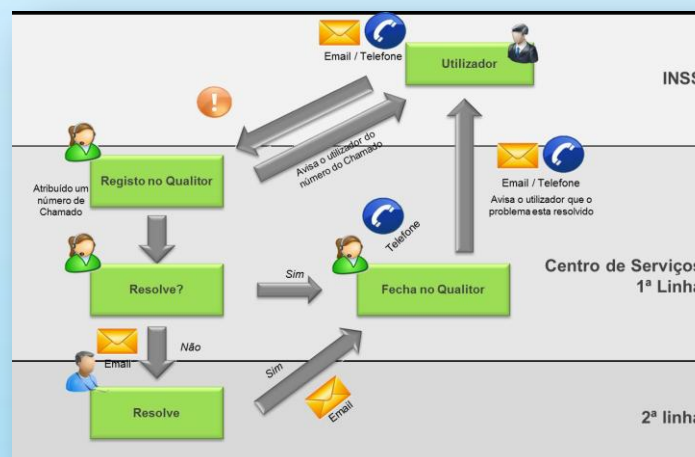 Email / Telefone
Utilizador
INSS
!
Avisa o utilizador do
número do Chamado
Registo no Qualitor
Atribuído um
número de
Chamado
Email / Telefone
Avisa o utilizador que o
problema esta resolvido
Telefone
Resolve?
Sim
Fecha no Qualitor
Centro de Serviços
1ª Linha
Email
Não
Sim
Email
Resolve
2ª linha